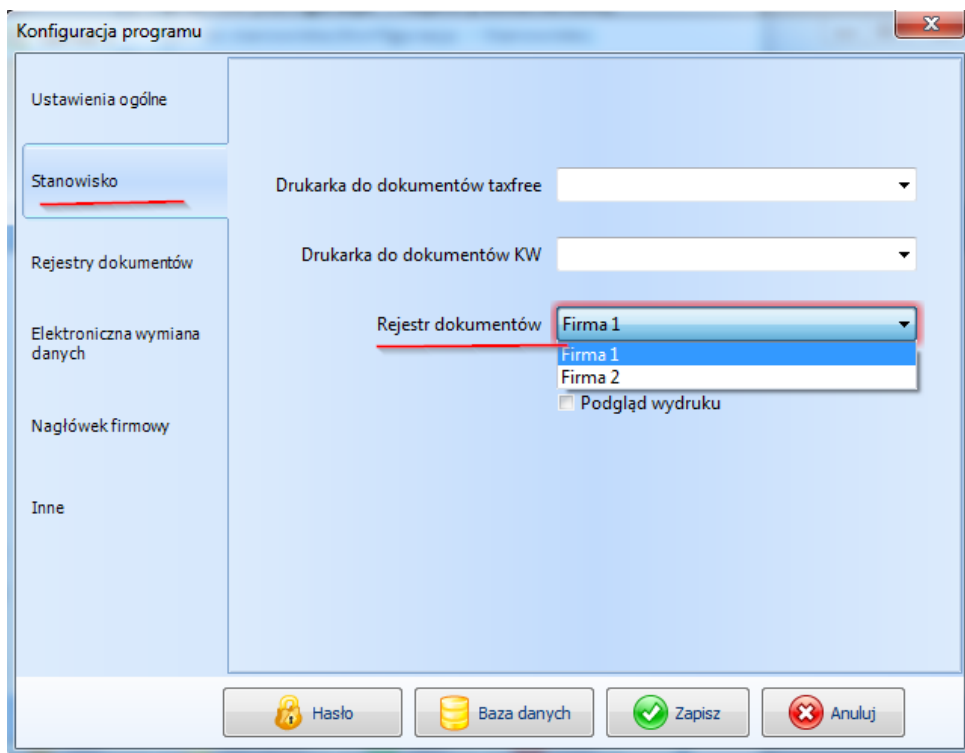 Konfiguracja programu
Ustawienia ogólne
Stanowisko
Rejestry dokumentów
Elektroniczna wymiana
danych
Nagłówek firmowy
Inne
Drukarka do dokumentów taxfree
Drukarka do dokumentów KW
Rejestr dokumentów
Firma 1
Firma 1
Firma 2
Podgląd wydruku
Hasło
Baza danych
Zapisz
Anuluj